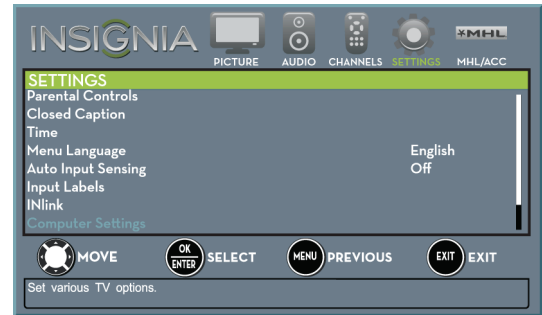 INSIGNIA
PICTURE AUDIO CHANNELS SETTINGS MHL/ACC
MHL
SETTINGS
Parental Controls
Closed Caption
Time
Menu Language English
Auto Input Sensing Off
Input Labels
INlink
Computer Settings
MOVE OK ENTER SELECT MENU PREVIOUS EXIT EXIT
Set various TV options.